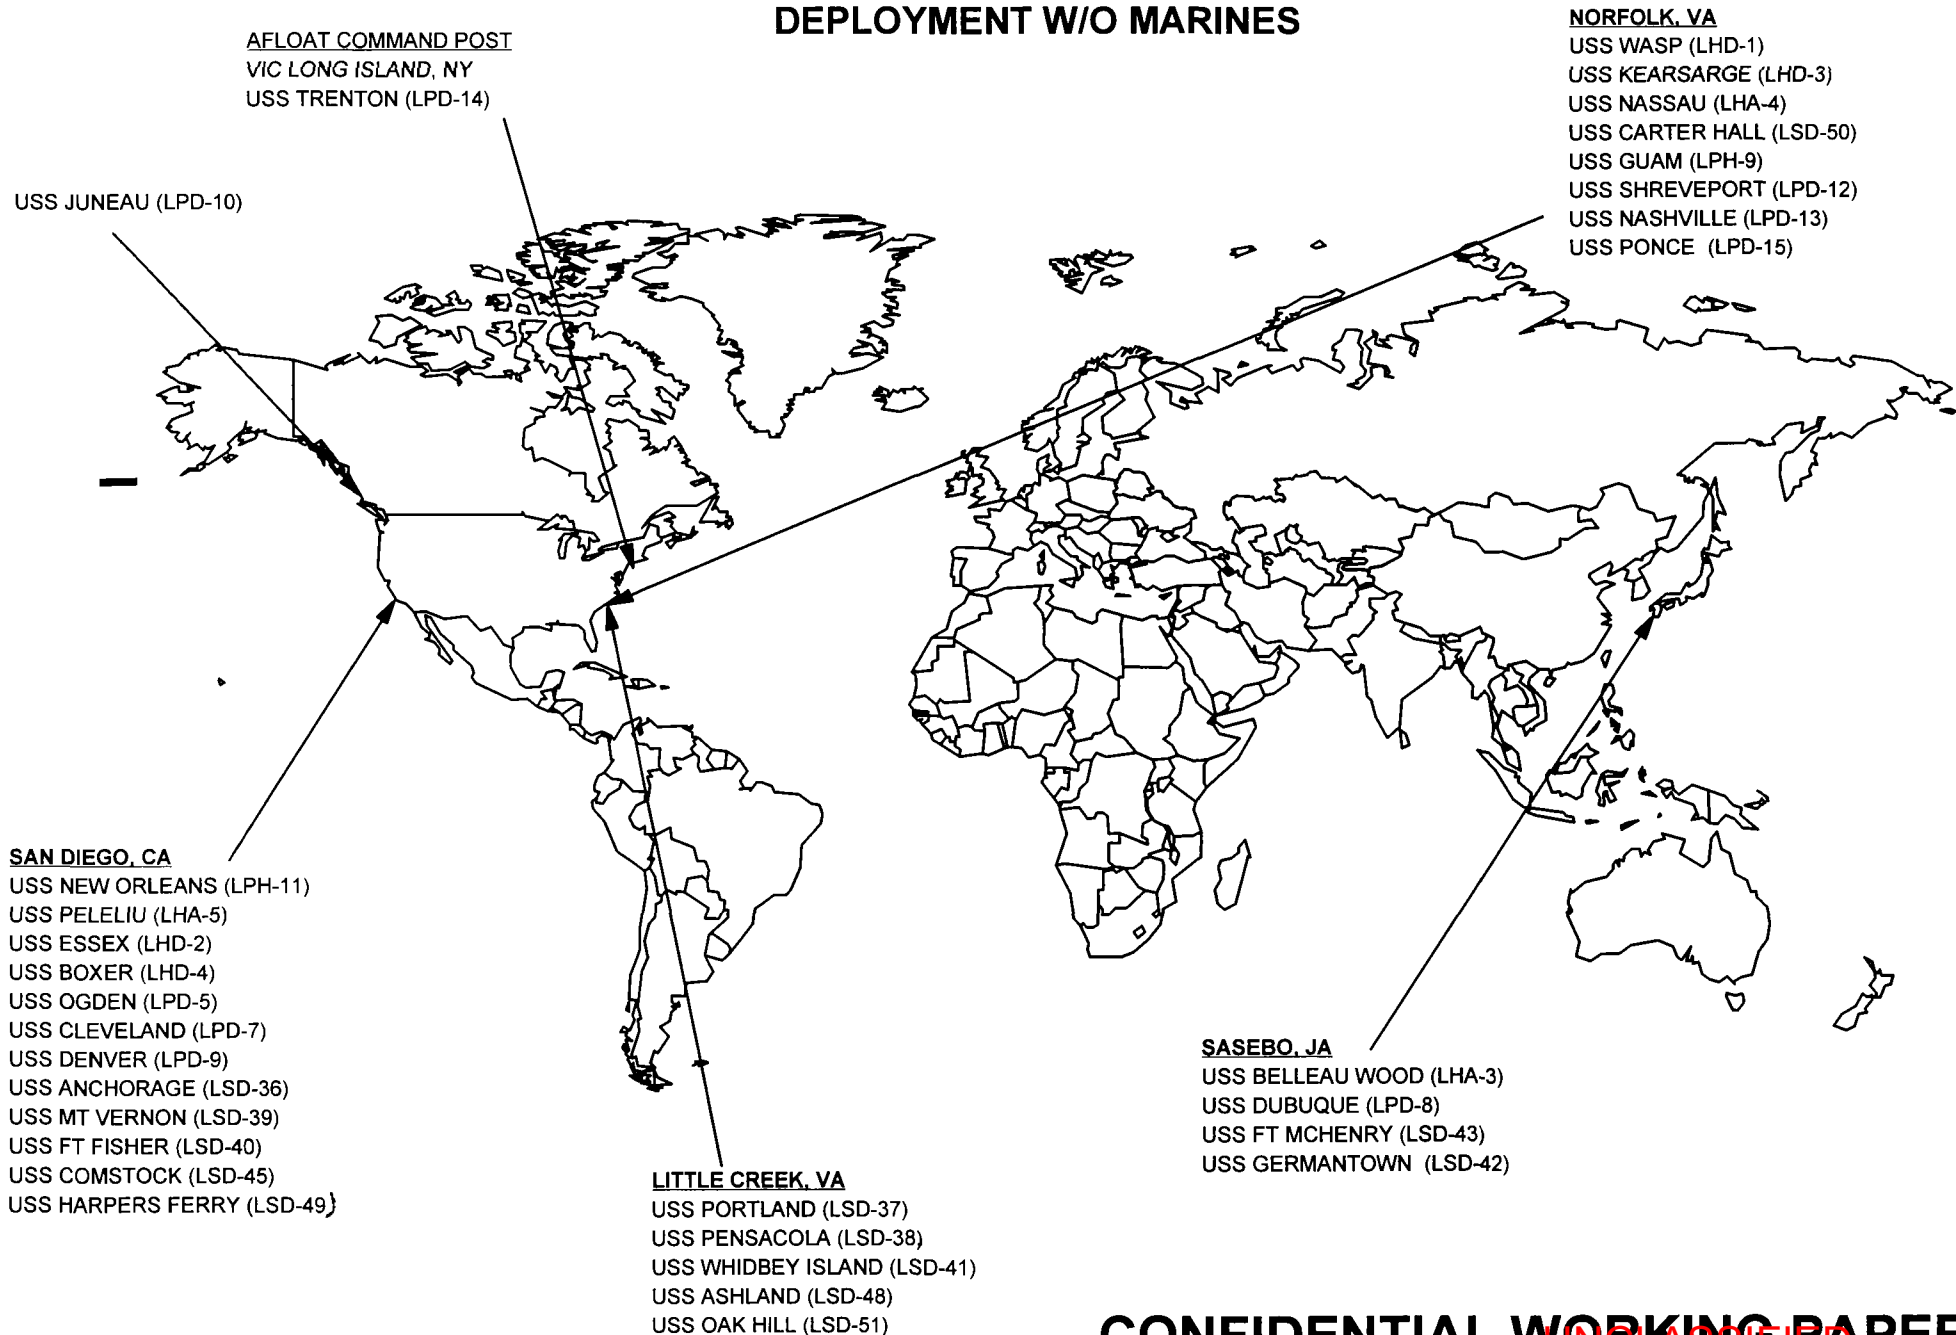 DEPLOYMENT W/O MARINES
AFLOAT COMMAND POST
VIC LONG ISLAND, NY
USS TRENTON (LPD-14)
NORFOLK, VA
USS WASP (LHD-1)
USS KEARSARGE (LHD-3)
USS NASSAU (LHA-4)
USS CARTER HALL (LSD-50)
USS GUAM (LPH-9)
USS SHREVEPORT (LPD-12)
USS NASHVILLE (LPD-13)
USS PONCE (LPD-15)
USS JUNEAU (LPD-10)
SAN DIEGO, CA
USS NEW ORLEANS (LPH-11)
USS PELELIU (LHA-5)
USS ESSEX (LHD-2)
USS BOXER (LHD-4)
USS OGDEN (LPD-5)
USS CLEVELAND (LPD-7)
USS DENVER (LPD-9)
USS ANCHORAGE (LSD-36)
USS MT VERNON (LSD-39)
USS FT FISHER (LSD-40)
USS COMSTOCK (LSD-45)
USS HARPERS FERRY (LSD-49)
LITTLE CREEK, VA
USS PORTLAND (LSD-37)
USS PENSACOLA (LSD-38)
USS WHIDBEY ISLAND (LSD-41)
USS ASHLAND (LSD-48)
USS OAK HILL (LSD-51)
SASEBO, JA
USS BELLEAU WOOD (LHA-3)
USS DUBUQUE (LPD-8)
USS FT MCHENRY (LSD-43)
USS GERMANTOWN (LSD-42)
CONFIDENTIAL WORKING PAPER
UNCLASSIFIED